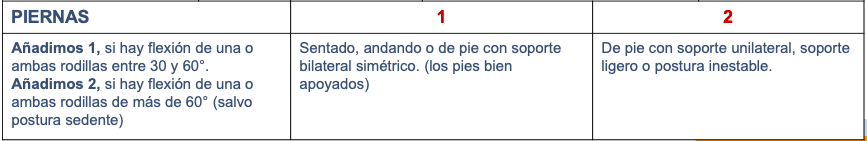 PIERNAS
1
2
Añadimos 1, si hay flexión de una o
ambas rodillas entre 30 y 60°.
Añadimos 2, si hay flexión de una o
ambas rodillas de más de 60° (salvo
postura sedente)
Sentado, andando o de pie con soporte
bilateral simétrico. (los pies bien
apoyados)
De pie con soporte unilateral, soporte
ligero o postura inestable.